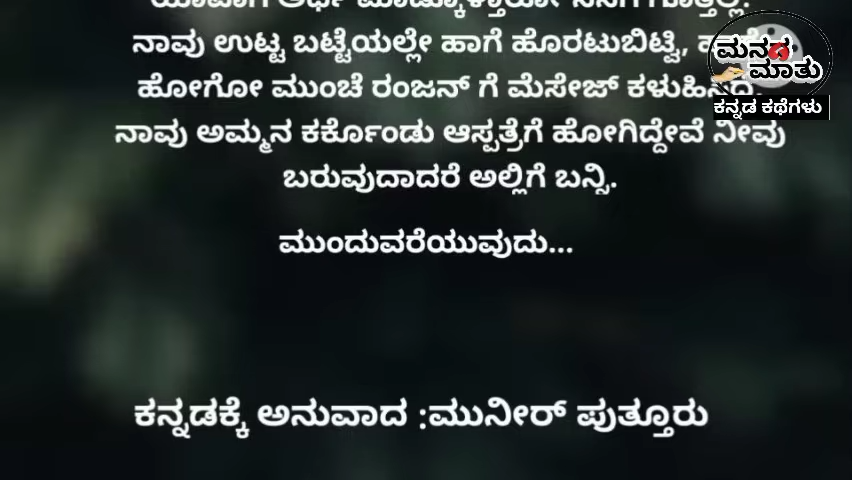 ನಾವು ಉಟ್ಟ ಬಟ್ಟೆಯಲ್ಲೇ ಹಾಗೆ ಹೊರಟುಬಿಟ್ವಿ,
ಹೋಗೋ ಮುಂಚೆ ರಂಜನ್ ಗೆ ಮೆಸೇಜ್
ನಾವು ಅಮ್ಮನ ಕರ್ಕೊಂಡು ಆಸ್ಪತ್ರೆಗೆ ಹೋಗಿದ್ದೇವೆ ನೀವು
ಬರುವುದಾದರೆ ಅಲ್ಲಿಗೆ ಬನ್ನಿ.
ಮುಂದುವರೆಯುವುದು...
ಕನ್ನಡಕ್ಕೆ ಅನುವಾದ :ಮುನೀರ್ ಪುತ್ತೂರು
ಮನದ
ಮಾತು
ಕನ್ನಡ ಕಥೆಗಳು